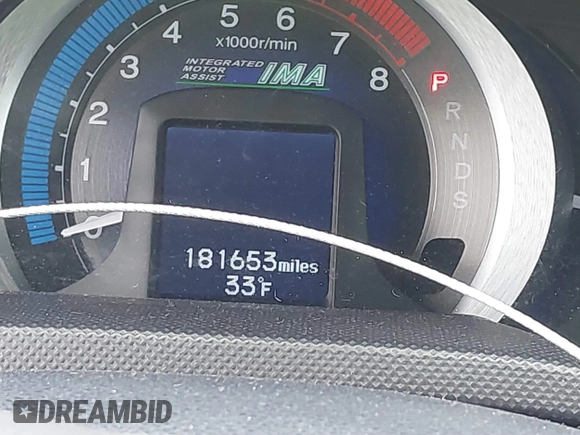 5 6
4 x1000r/min 7
3 INTEGRATED MOTOR ASSIST IMA 8 P
2 R
1 N
0 D
S
181653miles
33°F
DREAMBID